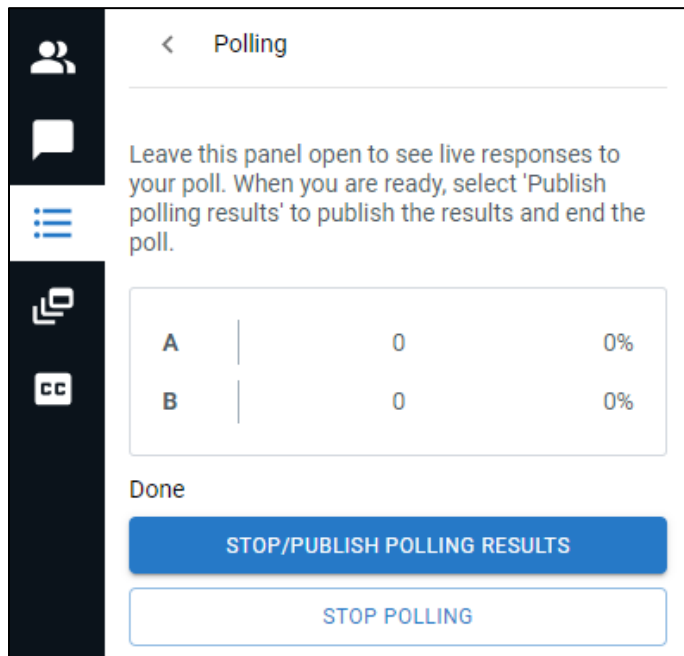 Polling
Leave this panel open to see live responses to
your poll. When you are ready, select 'Publish
polling results' to publish the results and end the
poll.
A 0 0%
B 0 0%
CC
Done
STOP/PUBLISH POLLING RESULTS
STOP POLLING